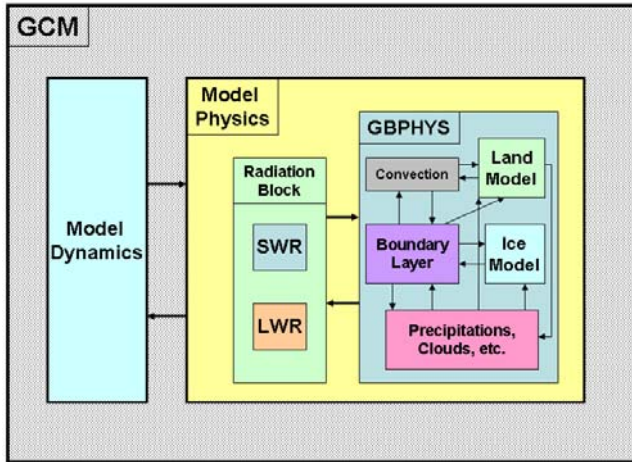 GCM
Model
Dynamics
Model
Physics
Radiation
Block
SWR
LWR
GBPHYS
Convection
Land
Model
Boundary
Layer
Ice
Model
Precipitations,
Clouds, etc.